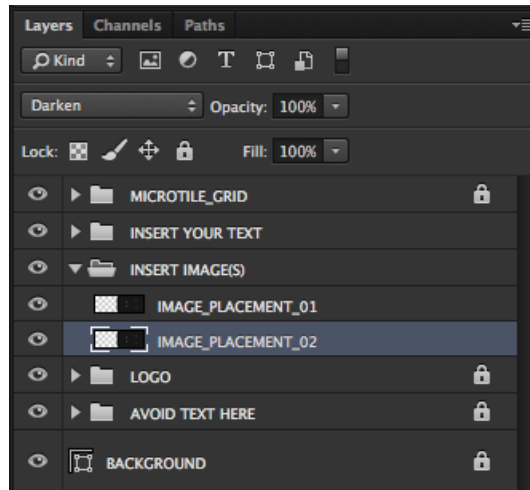 Layers Channels Paths
Kind T
Darken Opacity: 100%
Lock: Fill: 100%
MICROTILE_GRID
INSERT YOUR TEXT
INSERT IMAGE(S)
IMAGE_PLACEMENT_01
IMAGE_PLACEMENT_02
LOGO
AVOID TEXT HERE
BACKGROUND